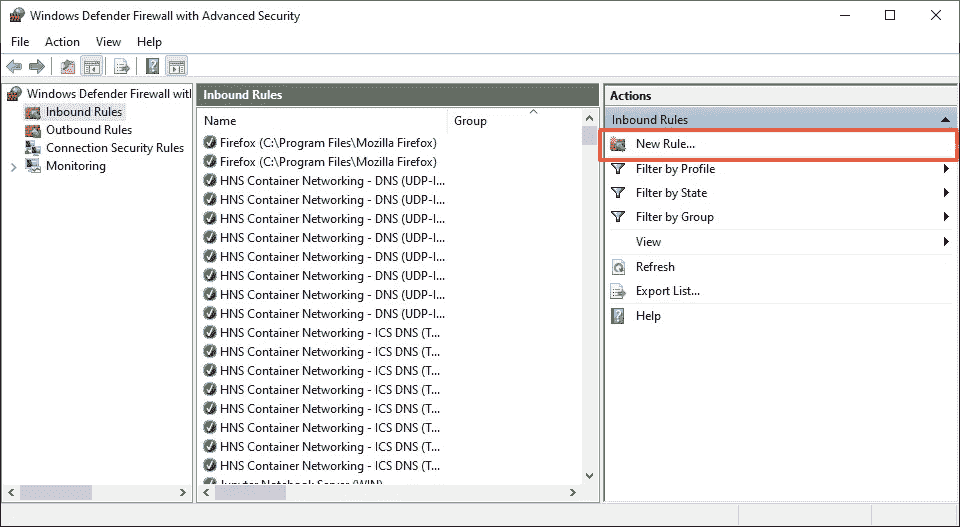 Windows Defender Firewall with Advanced Security
File Action View Help
Windows Defender Firewall wit
Inbound Rules
Outbound Rules
Connection Security Rules
Monitoring
Inbound Rules
Name Group
Firefox (C:\Program Files\Mozilla Firefox)
Firefox (C:\Program Files\Mozilla Firefox)
HNS Container Networking - DNS (UDP-I...
HNS Container Networking - DNS (UDP-I...
HNS Container Networking - DNS (UDP-I...
HNS Container Networking - DNS (UDP-I...
HNS Container Networking - DNS (UDP-I...
HNS Container Networking - DNS (UDP-I...
HNS Container Networking - DNS (UDP-I...
HNS Container Networking - DNS (UDP-I...
HNS Container Networking - ICS DNS (T...
HNS Container Networking - ICS DNS (T...
HNS Container Networking - ICS DNS (T...
HNS Container Networking - ICS DNS (T...
HNS Container Networking - ICS DNS (T...
HNS Container Networking - ICS DNS (T...
HNS Container Networking - ICS DNS (T...
HNS Container Networking - ICS DNS (T...
Jupyter Notebook Server (WIN)
Actions
Inbound Rules
New Rule...
Filter by Profile
Filter by State
Filter by Group
View
Refresh
Export List...
Help